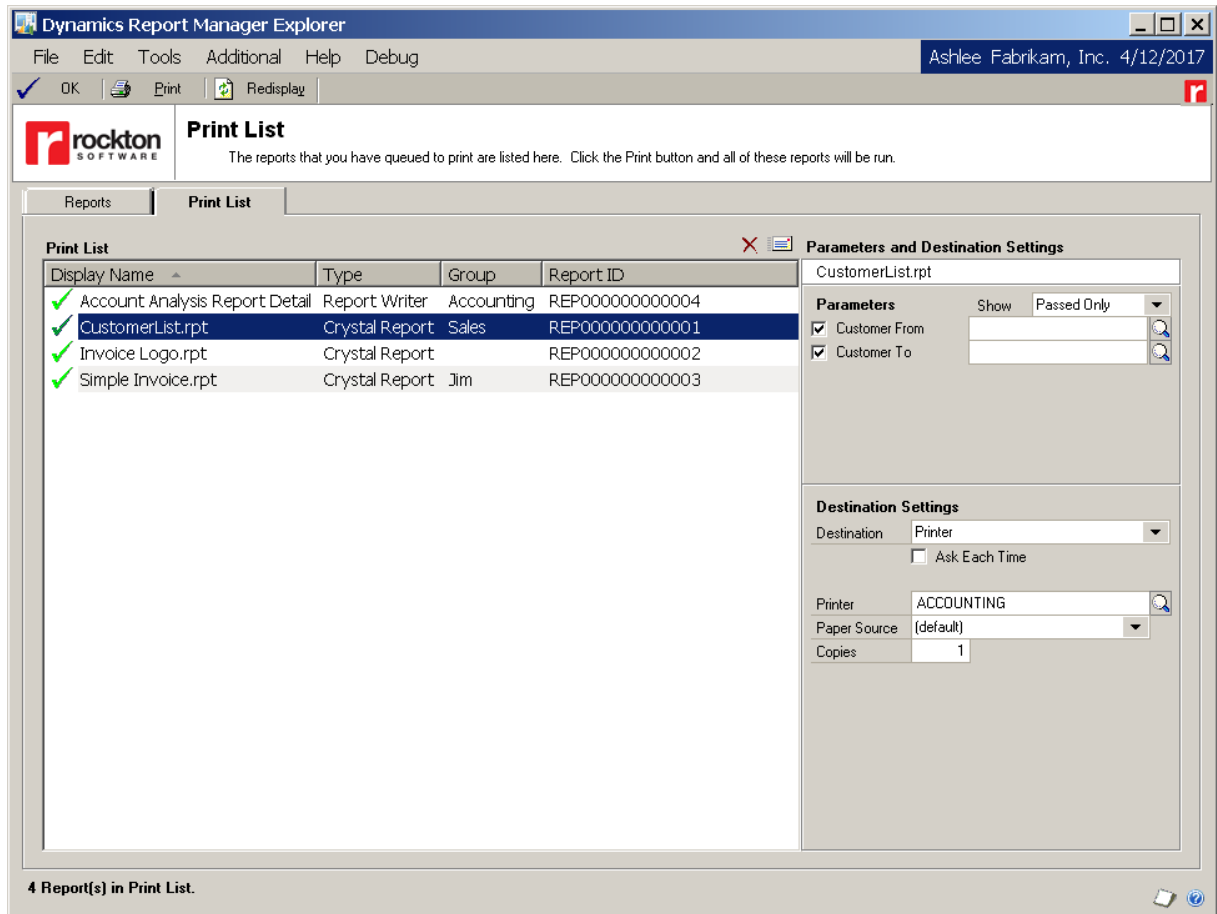 Dynamics Report Manager Explorer
File Edit Tools Additional Help Debug Ashlee Fabrikam, Inc. 4/12/2017
OK Print Redisplay
r
rockton
SOFTWARE
Print List
The reports that you have queued to print are listed here. Click the Print button and all of these reports will be run.
Reports Print List
Print List
Display Name Type Group Report ID
Account Analysis Report Detail Report Writer Accounting REP000000000004
CustomerList.rpt Crystal Report Sales REP000000000001
Invoice Logo.rpt Crystal Report REP000000000002
Simple Invoice.rpt Crystal Report Jim REP000000000003
Parameters and Destination Settings
CustomerList.rpt
Parameters Show Passed Only
Customer From
Customer To
Destination Settings
Destination Printer
Ask Each Time
Printer ACCOUNTING
Paper Source (default)
Copies 1
4 Report(s) in Print List.